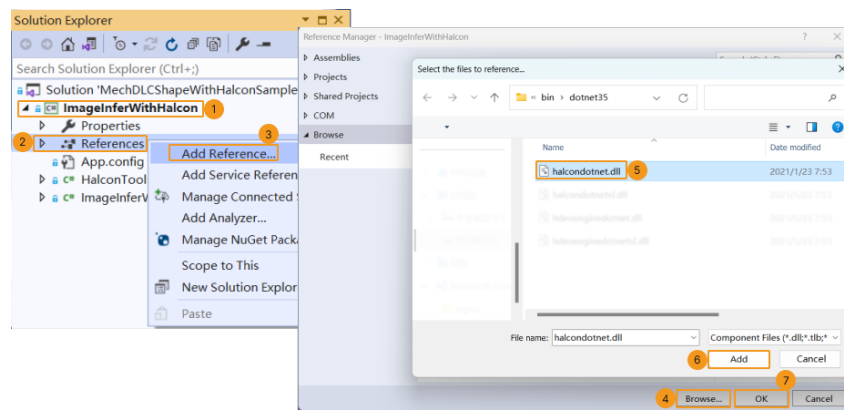 Solution Explorer
Search Solution Explorer (Ctrl+;)
Solution 'MechDLCShapeWithHalconSample
C# ImageInferWithHalcon 1
Properties
2 References
App.config
C# HalconTool
C# ImageInferW
3
Add Reference...
Add Service Referen
Manage Connected
Add Analyzer...
Manage NuGet Pack
Scope to This
New Solution Explor
Paste
Reference Manager - ImageInferWithHalcon
Assemblies
Projects
Shared Projects
COM
Browse
Recent
Select the files to reference...
« bin › dotnet35
Name
Date modified
halcondotnet.dll 5
2021/1/23 7:53
File name:
halcondotnet.dll
Component Files (*.dll;*.tlb;*
6 Add
Cancel
7
4 Browse...
OK
Cancel